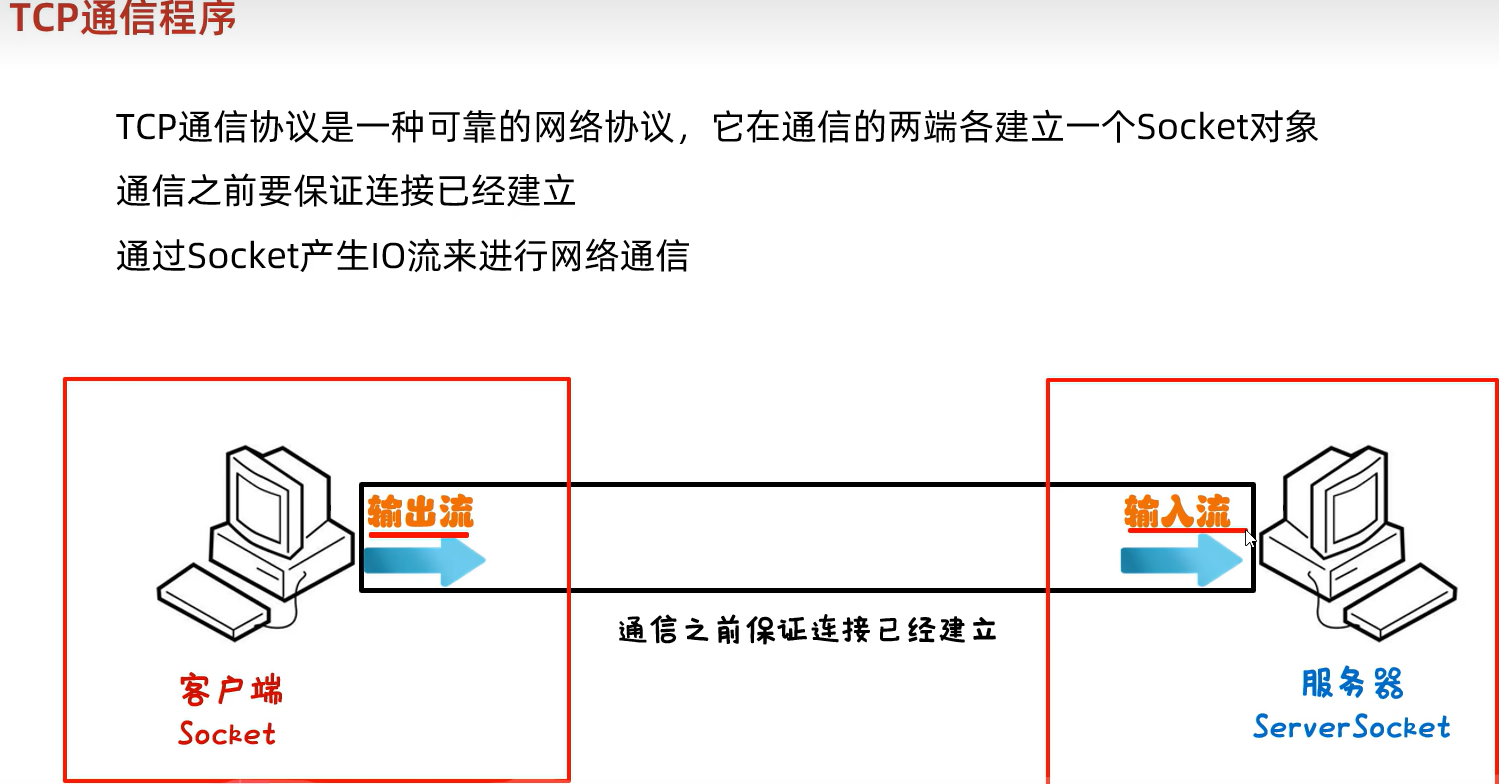 TCP通信程序
TCP通信协议是一种可靠的网络协议，它在通信的两端各建立一个Socket对象
通信之前要保证连接已经建立
通过Socket产生IO流来进行网络通信
输出流
输入流
通信之前保证连接已经建立
客户端
Socket
服务器
ServerSocket